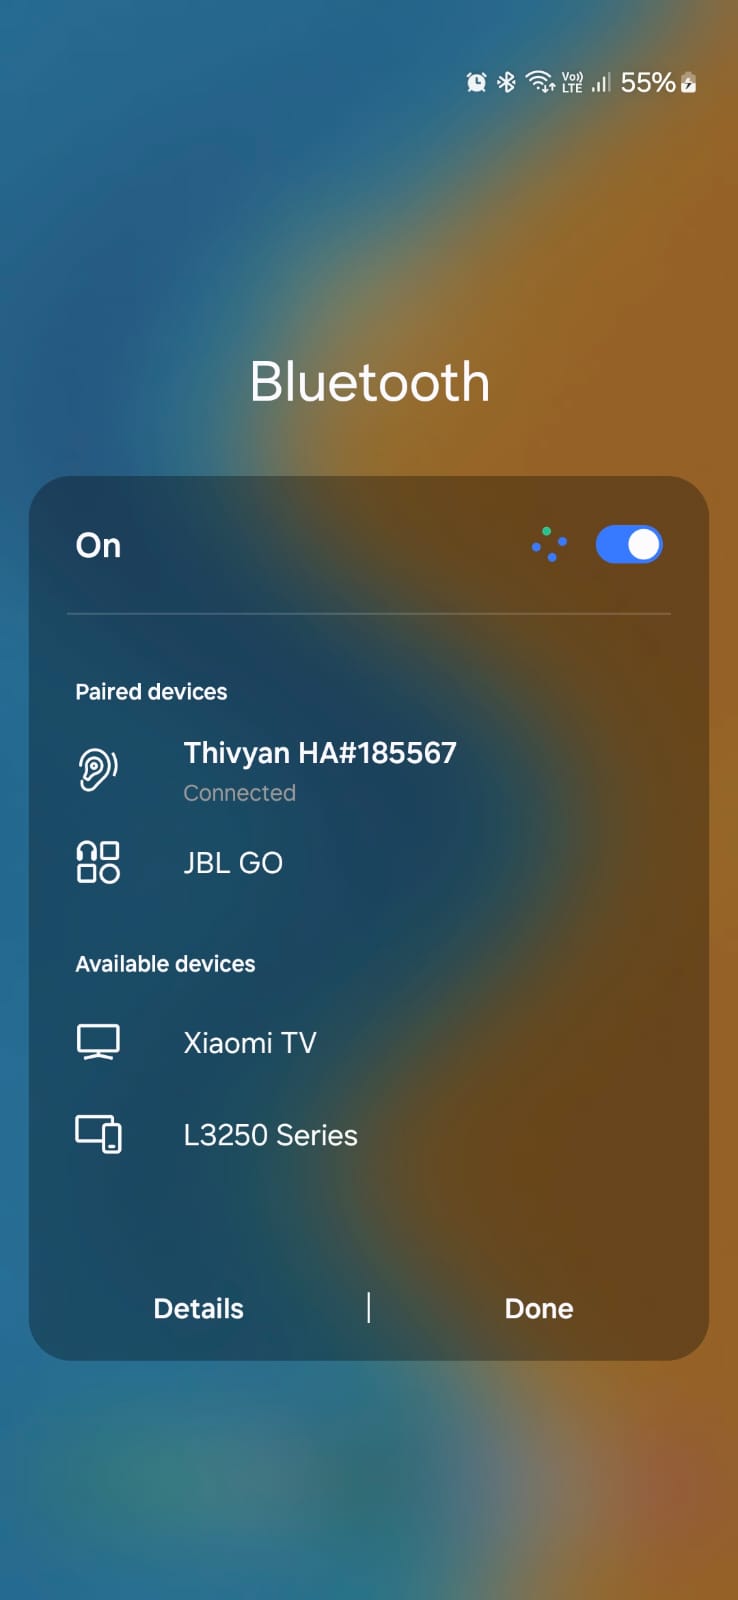 Vo))
LTE
55%
Bluetooth
On
Paired devices
Thivyan HA#185567
Connected
JBL GO
Available devices
Xiaomi TV
L3250 Series
Details
Done